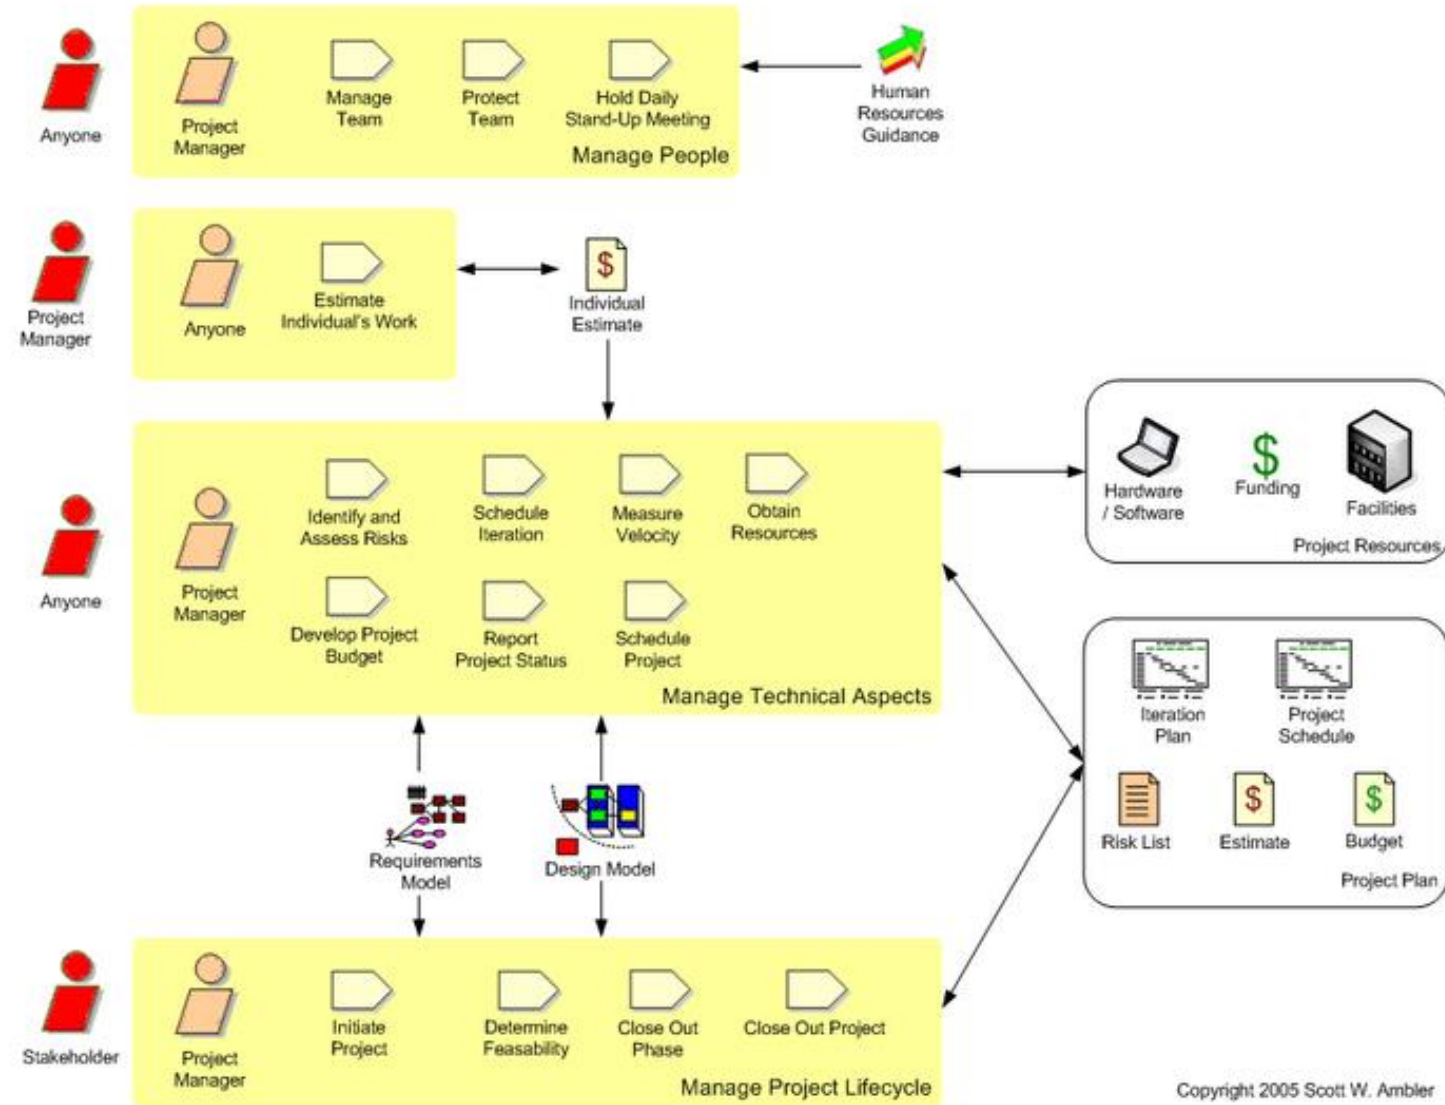 Anyone
Project
Manager
Manage
Team
Protect
Team
Hold Daily
Stand-Up Meeting
Manage People
Human
Resources
Guidance
Project
Manager
Anyone
Estimate
Individual's Work
$
Individual
Estimate
Anyone
Project
Manager
Identify and
Assess Risks
Schedule
Iteration
Measure
Velocity
Obtain
Resources
Develop Project
Budget
Report
Project Status
Schedule
Project
Manage Technical Aspects
Hardware
/ Software
$
Funding
Facilities
Project Resources
Iteration
Plan
Project
Schedule
Risk List
$
Estimate
$
Budget
Project Plan
Requirements
Model
Design Model
Stakeholder
Project
Manager
Initiate
Project
Determine
Feasability
Close Out
Phase
Close Out Project
Manage Project Lifecycle
Copyright 2005 Scott W. Ambler